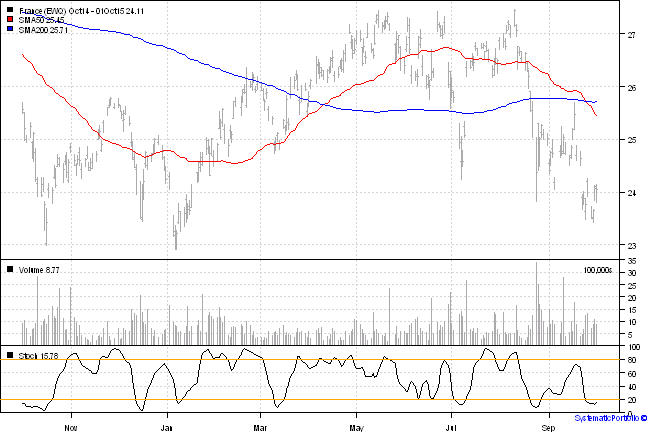 France (EWQ) Oct14 - 01Oct15 24.11
SMA50 25.45
SMA200 25.71
27
26
25
24
23
Volume 8.77
100,000s
35
30
25
20
15
10
5
Stoch 15.78
100
80
60
40
20
0
Nov
Jan
Mar
May
Jul
Sep
SystematicPortfolio ©